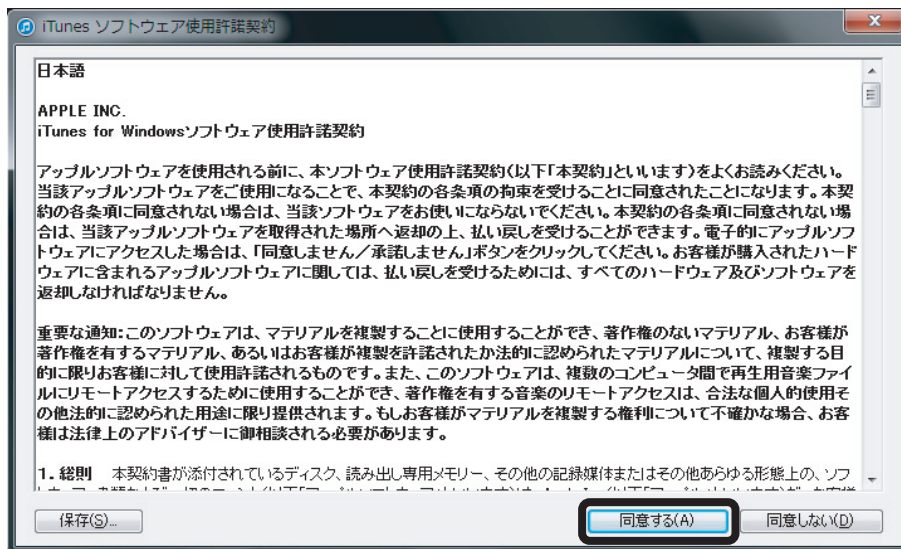 iTunes ソフトウェア使用許諾契約
日本語
APPLE INC.
iTunes for Windowsソフトウェア使用許諾契約
アップルソフトウェアを使用される前に、本ソフトウェア使用許諾契約(以下「本契約」といいます)をよくお読みください。
当該アップルソフトウェアをご使用になることで、本契約の各条項の拘束を受けることに同意されたことになります。本契
約の各条項に同意されない場合は、当該ソフトウェアをお使いにならないでください。本契約の各条項に同意されない場
合は、当該アップルソフトウェアを取得された場所へ返却の上、払い戻しを受けることができます。電子的にアップルソフ
トウェアにアクセスした場合は、「同意しません/承諾しません」ボタンをクリックしてください。お客様が購入されたハード
ウェアに含まれるアップルソフトウェアに関しては、払い戻しを受けるためには、すべてのハードウェア及びソフトウェアを
返却しなければなりません。
重要な通知:このソフトウェアは、マテリアルを複製することに使用することができ、著作権のないマテリアル、お客様が
著作権を有するマテリアル、あるいはお客様が複製を許諾されたか法的に認められたマテリアルについて、複製する目
的に限りお客様に対して使用許諾されるものです。また、このソフトウェアは、複数のコンピュータ間で再生用音楽ファイ
ルにリモートアクセスするために使用することができ、著作権を有する音楽のリモートアクセスは、合法な個人的使用そ
の他法的に認められた用途に限り提供されます。もしお客様がマテリアルを複製する権利について不確かな場合、お客
様は法律上のアドバイザーに御相談される必要があります。
1. 総則 本契約書が添付されているディスク、読み出し専用メモリー、その他の記録媒体またはその他あらゆる形態上の、ソフ
保存(S)...
同意する(A)
同意しない(D)